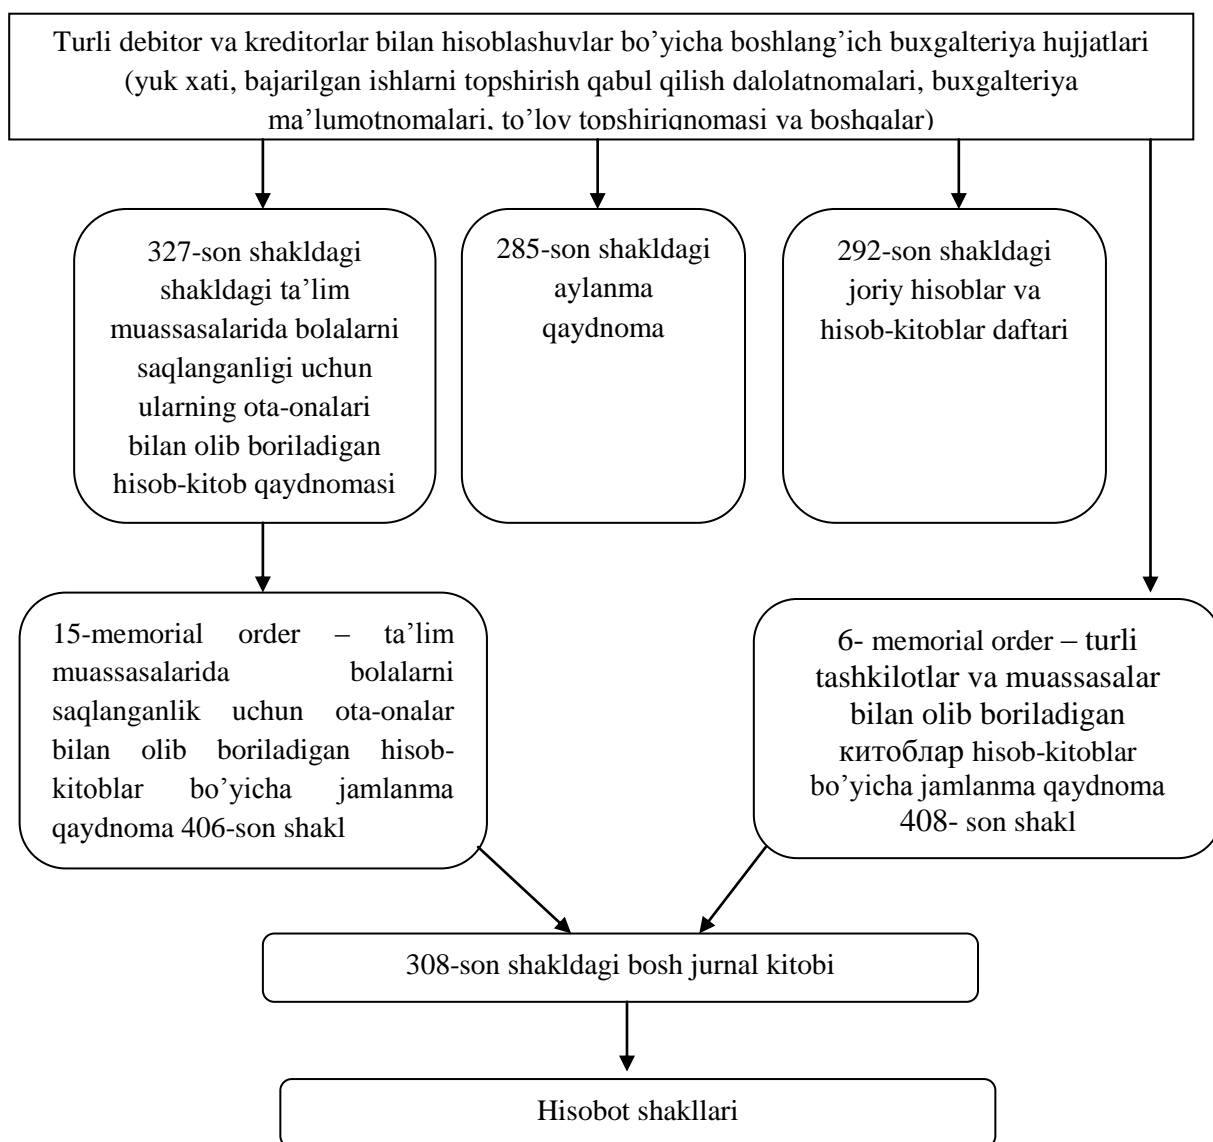 Turli debitor va kreditorlar bilan hisoblashuvlar bo’yicha boshlang’ich buxgalteriya hujjatlari
(yuk xati, bajarilgan ishlarni topshirish qabul qilish dalolatnomalari, buxgalteriya
ma’lumotnomalari, to’lov topshiriqnomasi va boshqalar)
327-son shakldagi
shakldagi ta’lim
muassasalarida bolalarni
saqlanganligi uchun
ularning ota-onalari
bilan olib boriladigan
hisob-kitob qaydnomasi
285-son shakldagi
aylanma
qaydnoma
292-son shakldagi
joriy hisoblar va
hisob-kitoblar daftari
15-memorial order – ta’lim
muassasalarida bolalarni
saqlanganlik uchun ota-onalar
bilan olib boriladigan hisob-
kitoblar bo’yicha jamlanma
qaydnoma 406-son shakl
6- memorial order – turli
tashkilotlar va muassasalar
bilan olib boriladigan
китоблар hisob-kitoblar
bo’yicha jamlanma qaydnoma
408- son shakl
308-son shakldagi bosh jurnal kitobi
Hisobot shakllari